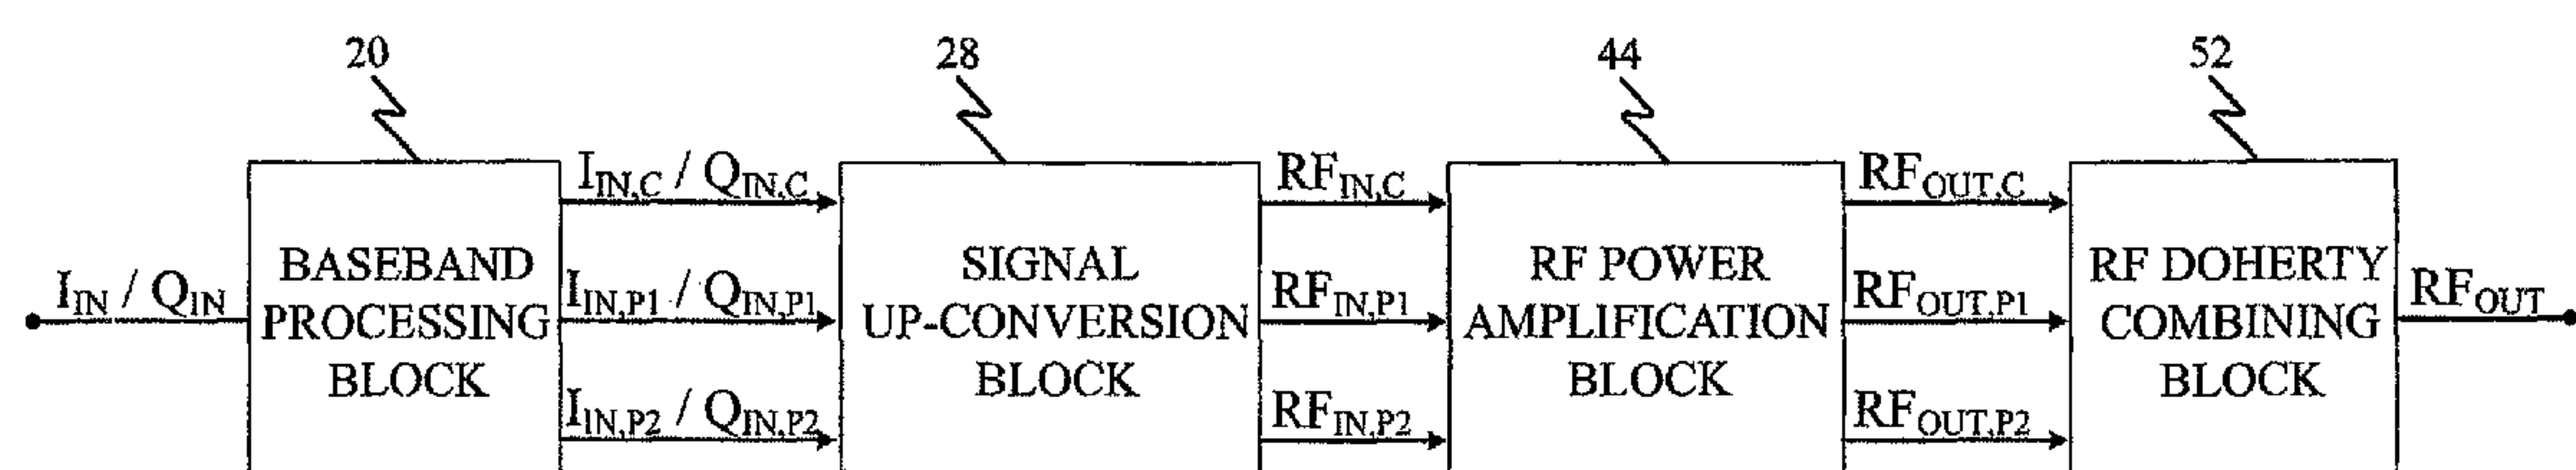 20
28
44
52
I_IN / Q_IN
BASEBAND
PROCESSING
BLOCK
I_IN,C / Q_IN,C
I_IN,P1 / Q_IN,P1
I_IN,P2 / Q_IN,P2
SIGNAL
UP-CONVERSION
BLOCK
RF_IN,C
RF_IN,P1
RF_IN,P2
RF POWER
AMPLIFICATION
BLOCK
RF_OUT,C
RF_OUT,P1
RF_OUT,P2
RF DOHERTY
COMBINING
BLOCK
RF_OUT